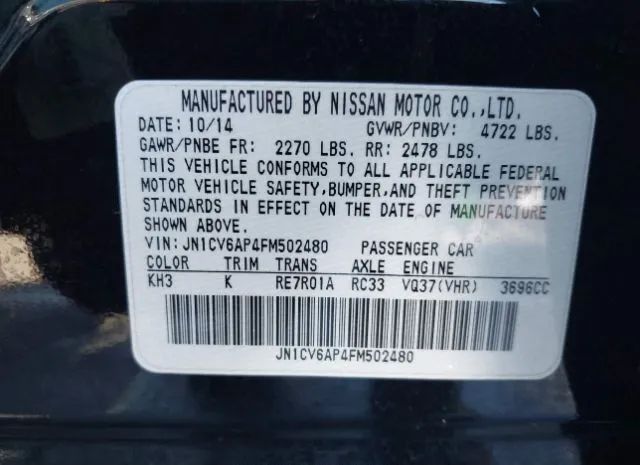 MANUFACTURED BY NISSAN MOTOR CO.,LTD.
DATE: 10/14 GVWR/PNBV: 4722 LBS.
GAWR/PNBE FR: 2270 LBS. RR: 2478 LBS.
THIS VEHICLE CONFORMS TO ALL APPLICABLE FEDERAL
MOTOR VEHICLE SAFETY,BUMPER,AND THEFT PREVENTION
STANDARDS IN EFFECT ON THE DATE OF MANUFACTURE
SHOWN ABOVE.
VIN: JN1CV6AP4FM502480 PASSENGER CAR
COLOR TRIM TRANS AXLE ENGINE
KH3 K RE7R01A RC33 VQ37(VHR) 3696CC
JN1CV6AP4FM502480